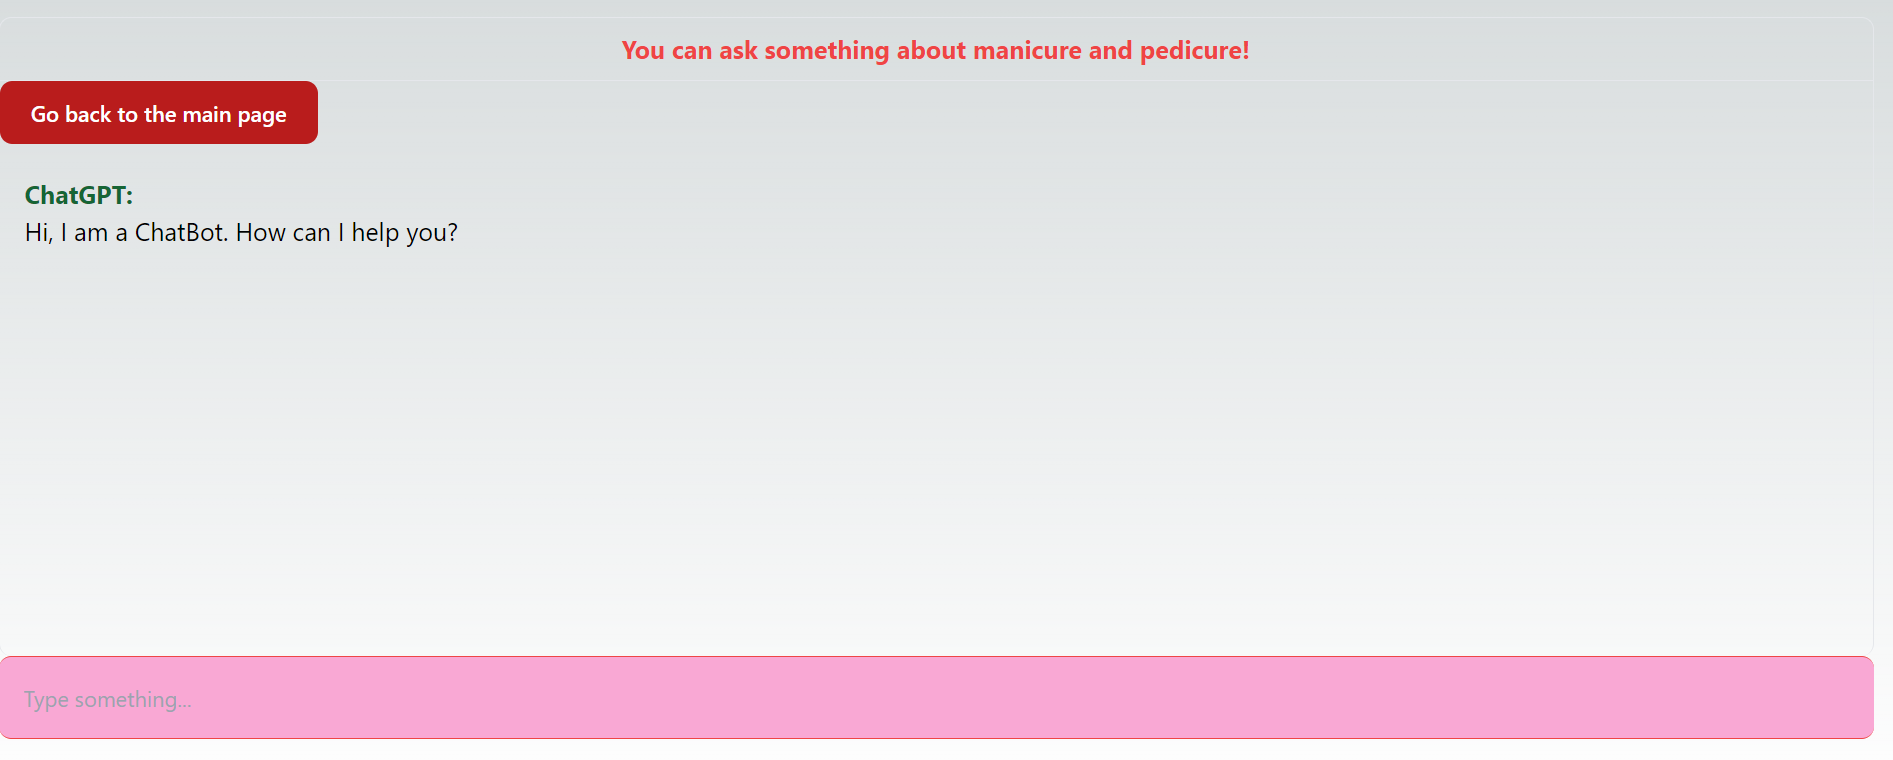 You can ask something about manicure and pedicure!
Go back to the main page
ChatGPT:
Hi, I am a ChatBot. How can I help you?
Type something...